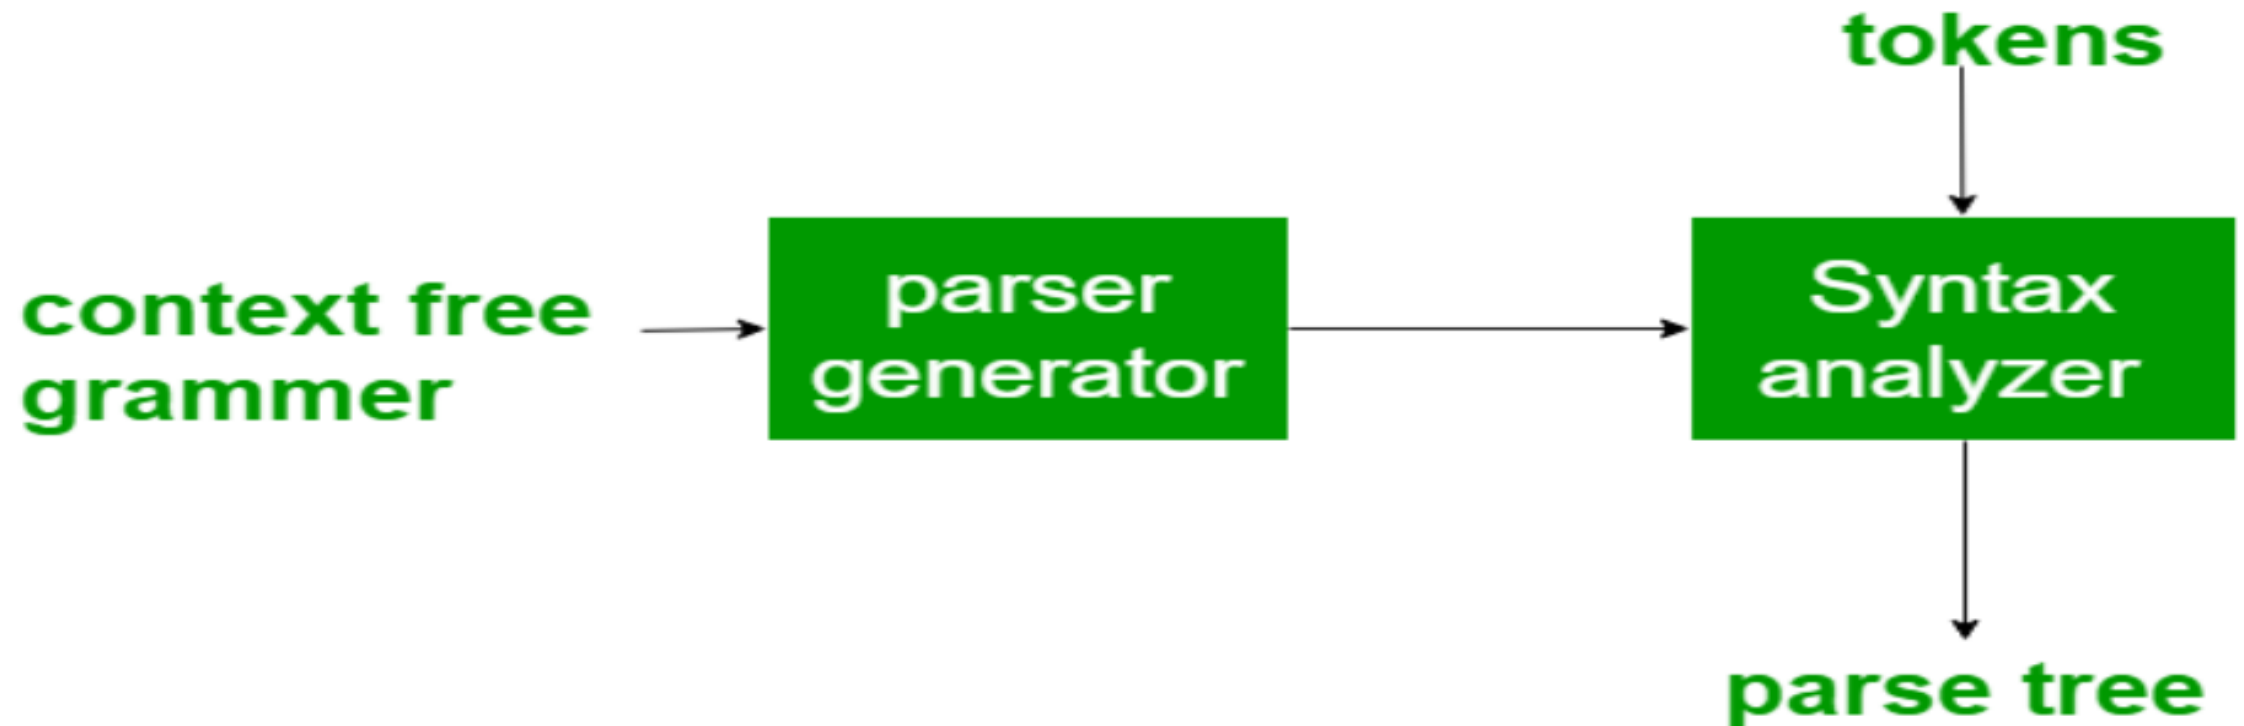 tokens
context free
grammer
parser
generator
Syntax
analyzer
parse tree